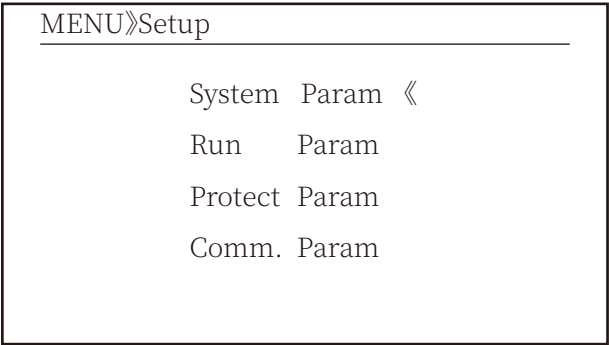 MENU》Setup
System Param 《
Run Param
Protect Param
Comm. Param